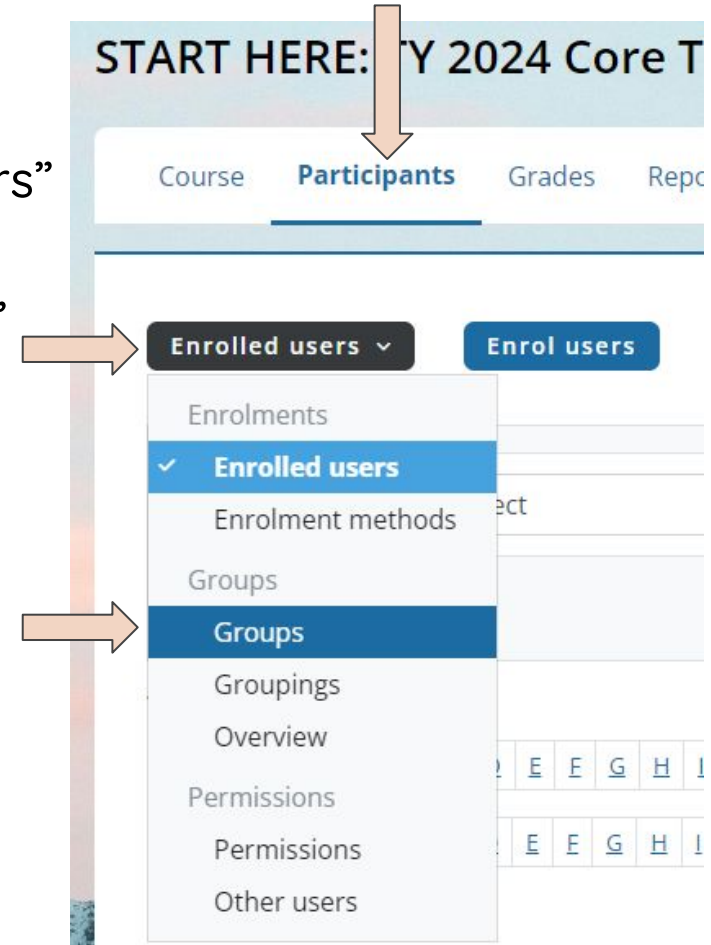 START HERE: TY 2024 Core T
rs”
”
Course Participants Grades Repo
Enrolled users Enrol users
Enrolments
Enrolled users
ect
Enrolment methods
Groups
Groups
Groupings
Overview
E F G H I
Permissions
Permissions
E F G H I
Other users